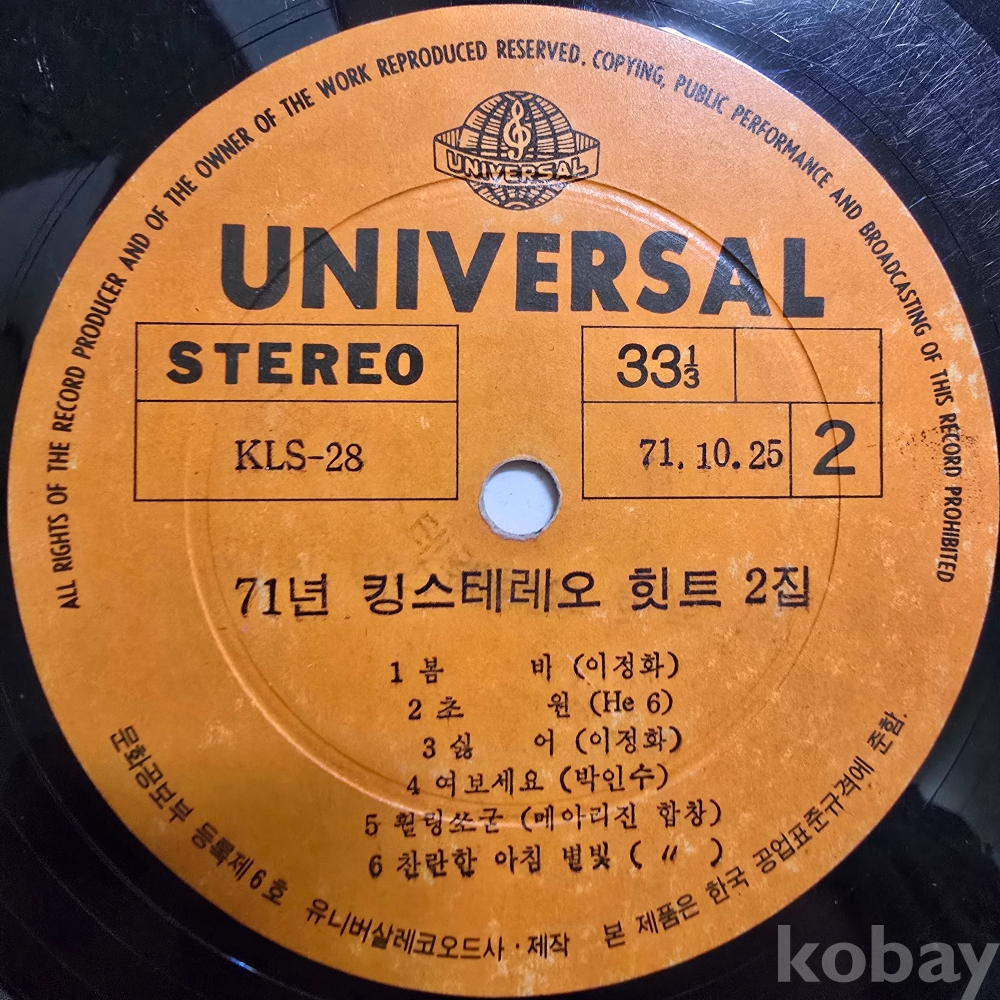 ALL RIGHTS OF THE RECORD PRODUCER AND OF THE OWNER OF THE WORK REPRODUCED RESERVED. COPYING, PUBLIC PERFORMANCE AND BROADCASTING OF THIS RECORD PROHIBITED
UNIVERSAL
UNIVERSAL
STEREO
33⅓
KLS-28
71.10.25
2
71년 킹스테레오 힛트 2집
1 봄 바 (이정화)
2 초 원 (He 6)
3 싫 어 (이정화)
4 여보세요 (박인수)
5 (메아리진 합창)
6 찬란한 아침 별빛 ( 〃 )
문화공보부 등록제6호 유니버살레코오드사·제작 본 제품은 한국 공업표준규격에 준함.
kobay